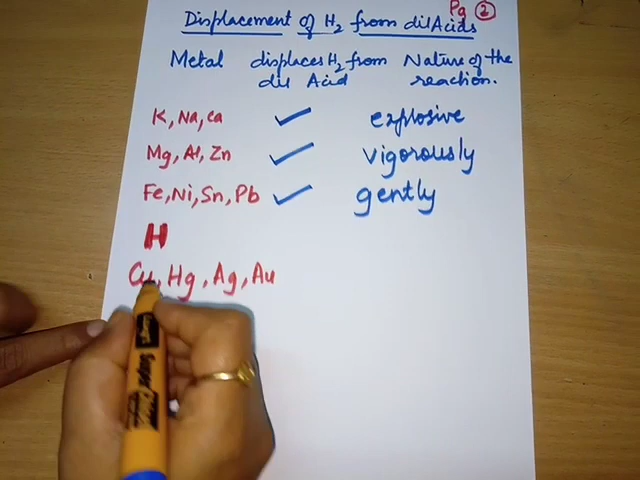 Pg 2
Displacement of H2 from dil Acids
Metal displaces H2 from dil Acid Nature of the reaction.
K, Na, Ca explosive
Mg, Al, Zn vigorously
Fe, Ni, Sn, Pb gently
H
Cu, Hg, Ag, Au